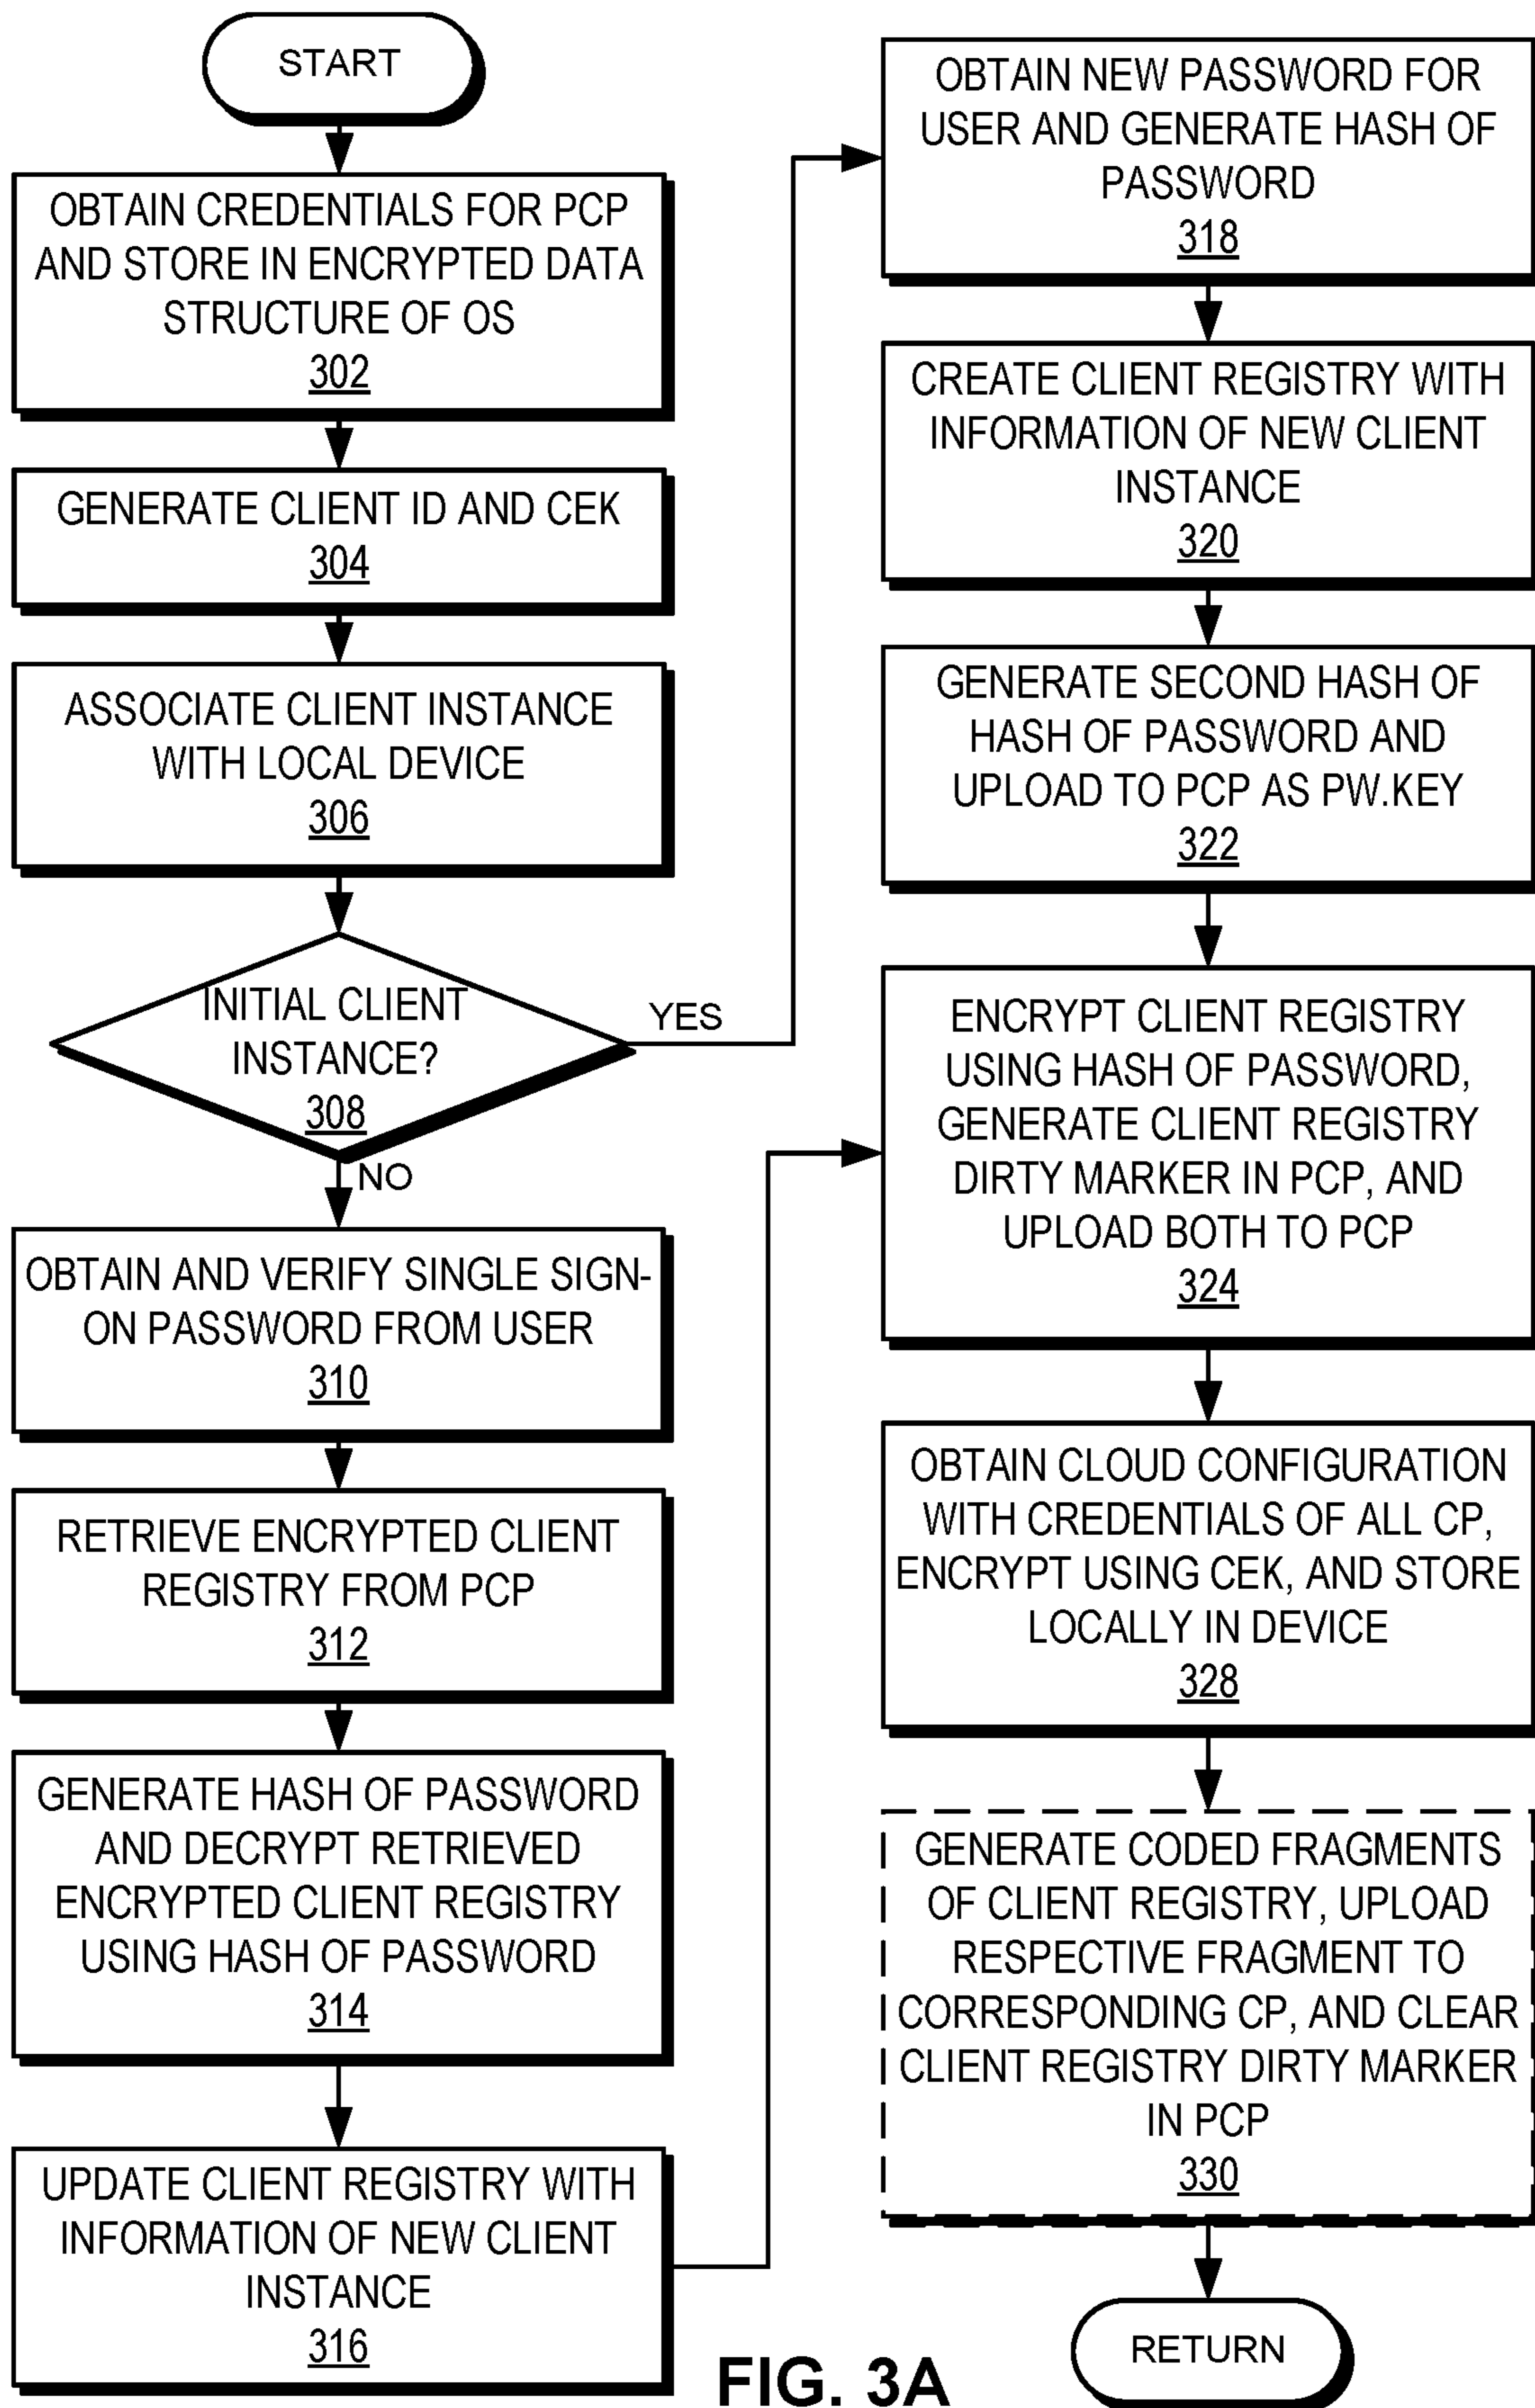 START
OBTAIN CREDENTIALS FOR PCP
AND STORE IN ENCRYPTED DATA
STRUCTURE OF OS
302
GENERATE CLIENT ID AND CEK
304
ASSOCIATE CLIENT INSTANCE
WITH LOCAL DEVICE
306
INITIAL CLIENT
INSTANCE?
308
YES
NO
OBTAIN AND VERIFY SINGLE SIGN-
ON PASSWORD FROM USER
310
RETRIEVE ENCRYPTED CLIENT
REGISTRY FROM PCP
312
GENERATE HASH OF PASSWORD
AND DECRYPT RETRIEVED
ENCRYPTED CLIENT REGISTRY
USING HASH OF PASSWORD
314
UPDATE CLIENT REGISTRY WITH
INFORMATION OF NEW CLIENT
INSTANCE
316
OBTAIN NEW PASSWORD FOR
USER AND GENERATE HASH OF
PASSWORD
318
CREATE CLIENT REGISTRY WITH
INFORMATION OF NEW CLIENT
INSTANCE
320
GENERATE SECOND HASH OF
HASH OF PASSWORD AND
UPLOAD TO PCP AS PW.KEY
322
ENCRYPT CLIENT REGISTRY
USING HASH OF PASSWORD,
GENERATE CLIENT REGISTRY
DIRTY MARKER IN PCP, AND
UPLOAD BOTH TO PCP
324
OBTAIN CLOUD CONFIGURATION
WITH CREDENTIALS OF ALL CP,
ENCRYPT USING CEK, AND STORE
LOCALLY IN DEVICE
328
GENERATE CODED FRAGMENTS
OF CLIENT REGISTRY, UPLOAD
RESPECTIVE FRAGMENT TO
CORRESPONDING CP, AND CLEAR
CLIENT REGISTRY DIRTY MARKER
IN PCP
330
RETURN
FIG. 3A